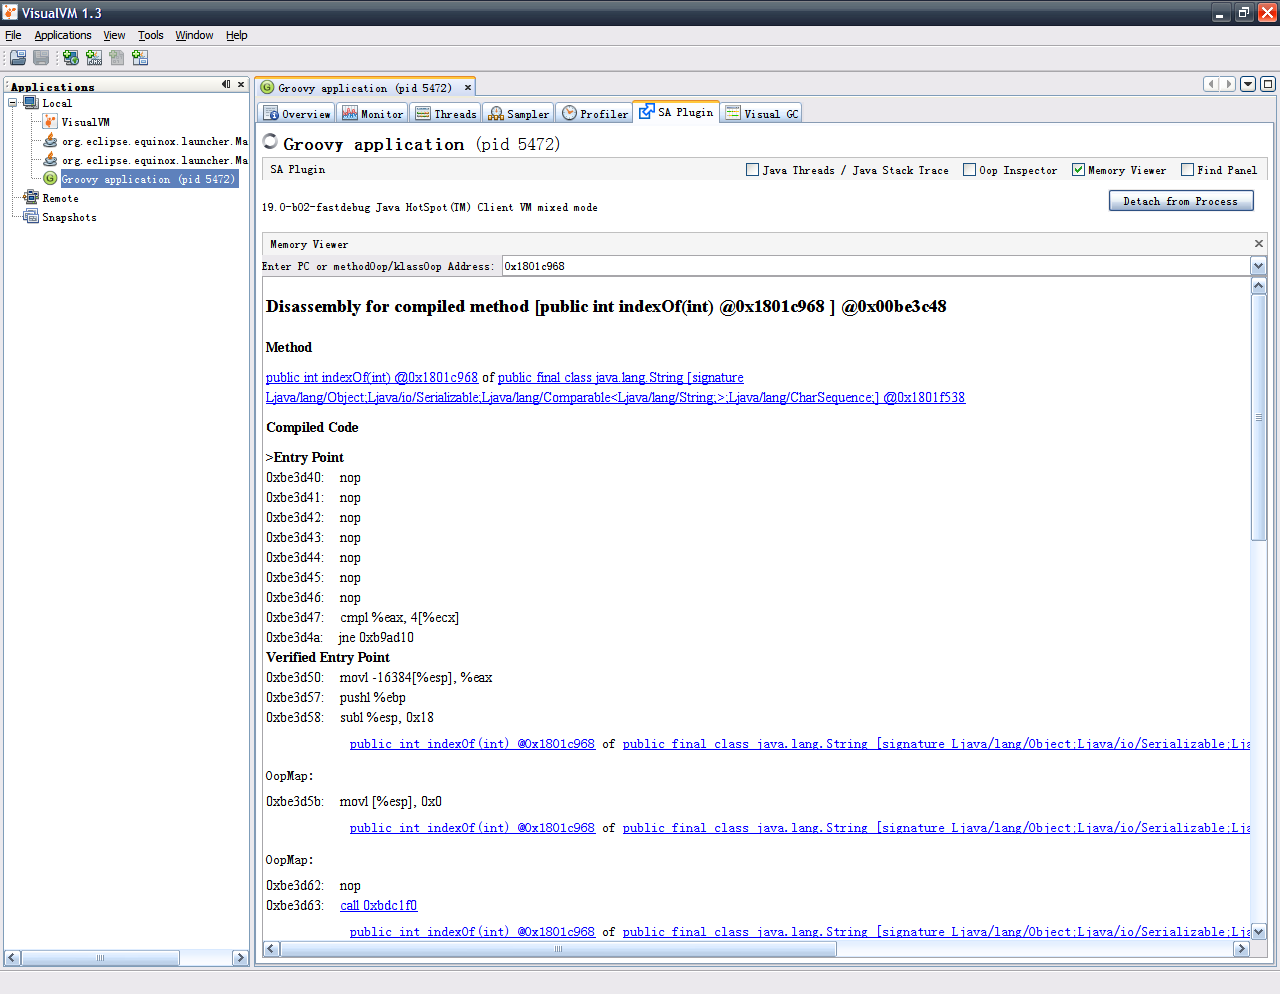 VisualVM 1.3
File Applications View Tools Window Help
Applications
Local
VisualVM
org.eclipse.equinox.launcher.Ma
org.eclipse.equinox.launcher.Ma
Groovy application (pid 5472)
Remote
Snapshots
Groovy application (pid 5472)
Overview Monitor Threads Sampler Profiler SA Plugin Visual GC
Groovy application (pid 5472)
SA Plugin Java Threads / Java Stack Trace Oop Inspector Memory Viewer Find Panel
19.0-b02-fastdebug Java HotSpot(TM) Client VM mixed mode
Detach from Process
Memory Viewer
Enter PC or methodOop/klassOop Address: 0x1801c968
Disassembly for compiled method [public int indexOf(int) @0x1801c968 ] @0x00be3c48
Method
public int indexOf(int) @0x1801c968 of public final class java.lang.String [signature
Ljava/lang/Object;Ljava/io/Serializable;Ljava/lang/Comparable<Ljava/lang/String;>;Ljava/lang/CharSequence;] @0x1801f538
Compiled Code
>Entry Point
0xbe3d40: nop
0xbe3d41: nop
0xbe3d42: nop
0xbe3d43: nop
0xbe3d44: nop
0xbe3d45: nop
0xbe3d46: nop
0xbe3d47: cmpl %eax, 4[%ecx]
0xbe3d4a: jne 0xb9ad10
Verified Entry Point
0xbe3d50: movl -16384[%esp], %eax
0xbe3d57: pushl %ebp
0xbe3d58: subl %esp, 0x18
public int indexOf(int) @0x1801c968 of public final class java.lang.String [signature Ljava/lang/Object;Ljava/io/Serializable;Lja
OopMap:
0xbe3d5b: movl [%esp], 0x0
public int indexOf(int) @0x1801c968 of public final class java.lang.String [signature Ljava/lang/Object;Ljava/io/Serializable;Lja
OopMap:
0xbe3d62: nop
0xbe3d63: call 0xbdc1f0
public int indexOf(int) @0x1801c968 of public final class java.lang.String [signature Ljava/lang/Object;Ljava/io/Serializable;Lja